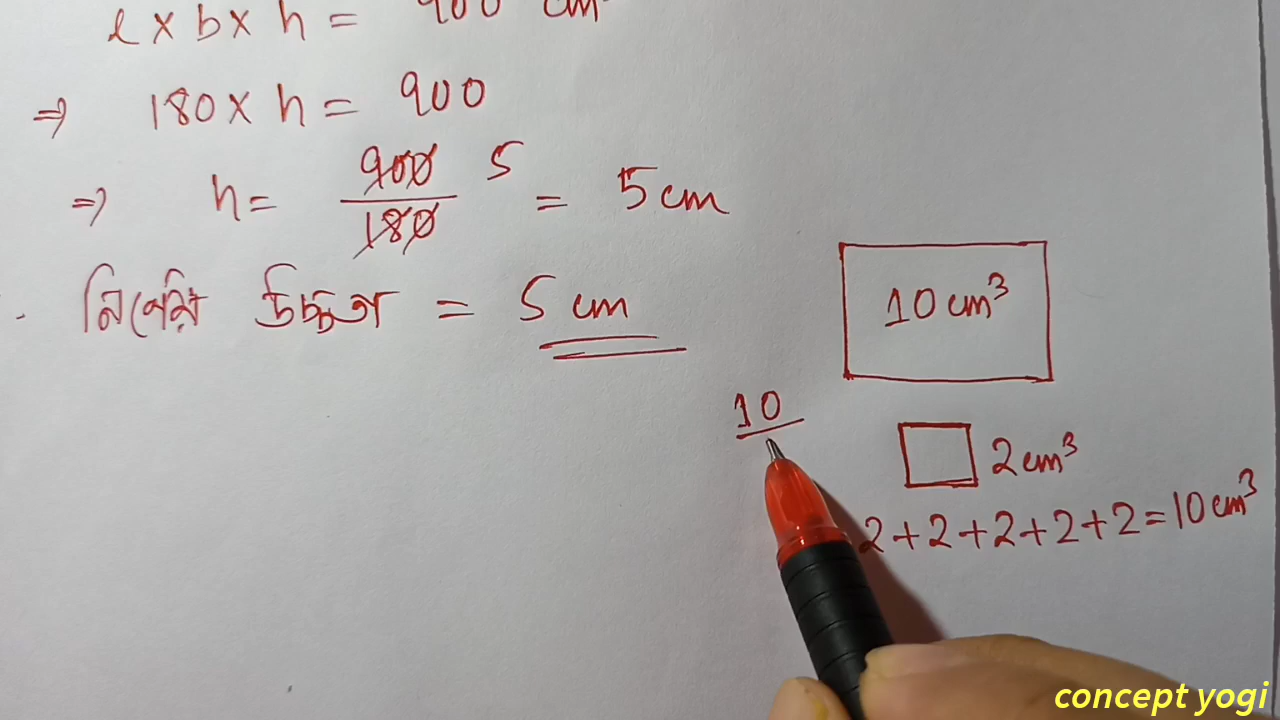 l × b × h = 900 cm³
⇒ 180 × h = 900
⇒ h = 900/180 5 = 5 cm
উচ্চতা = 5 cm
10 cm³
10
2 cm³
2+2+2+2+2=10 cm³
concept yogi